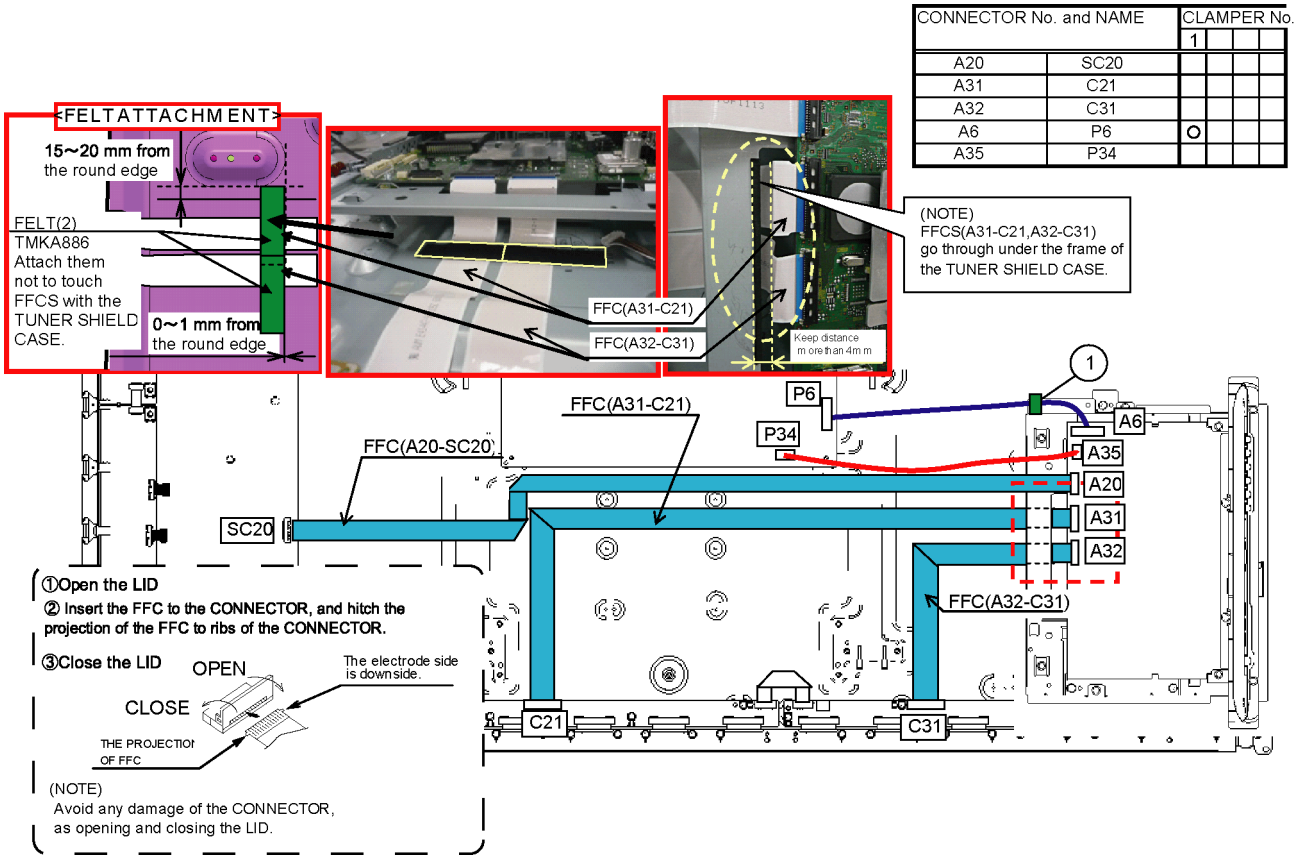 CONNECTOR No. and NAME CLAMPER No.
1
A20 SC20
A31 C21
A32 C31
A6 P6 O
A35 P34
<FELTATTACHMENT>
15～20 mm from
the round edge
FELT(2)
TMKA886
Attach them
not to touch
FFCS with the
TUNER SHIELD
CASE.
0～1 mm from
the round edge
FFC(A31-C21)
FFC(A32-C31)
Keep distance
more than 4mm
(NOTE)
FFCS(A31-C21,A32-C31)
go through under the frame of
the TUNER SHIELD CASE.
1
P6
A6
P34
A35
FFC(A31-C21)
FFC(A20-SC20)
A20
SC20
A31
A32
FFC(A32-C31)
C21
C31
①Open the LID
② Insert the FFC to the CONNECTOR, and hitch the
projection of the FFC to ribs of the CONNECTOR.
③Close the LID
OPEN
CLOSE
The electrode side
is downside.
THE PROJECTION
OF FFC
(NOTE)
Avoid any damage of the CONNECTOR,
as opening and closing the LID.